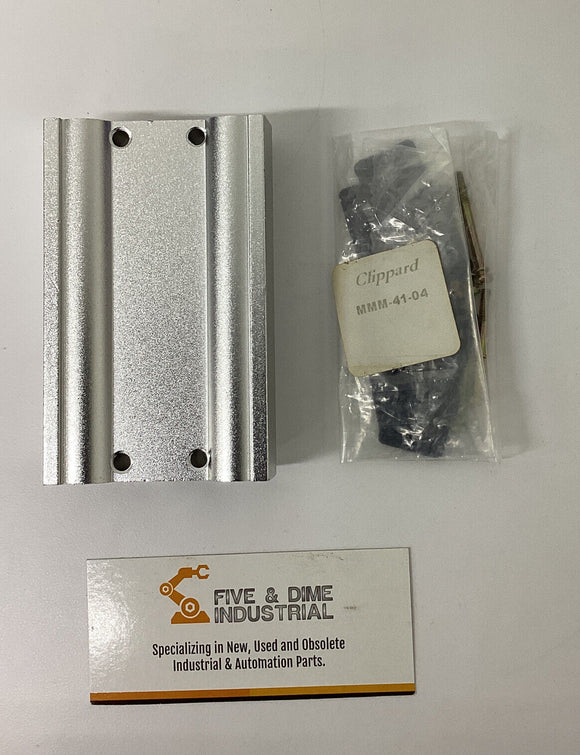 Clippard
MMM-41-04
FIVE & DIME
INDUSTRIAL
Specializing in New, Used and Obsolete
Industrial & Automation Parts.